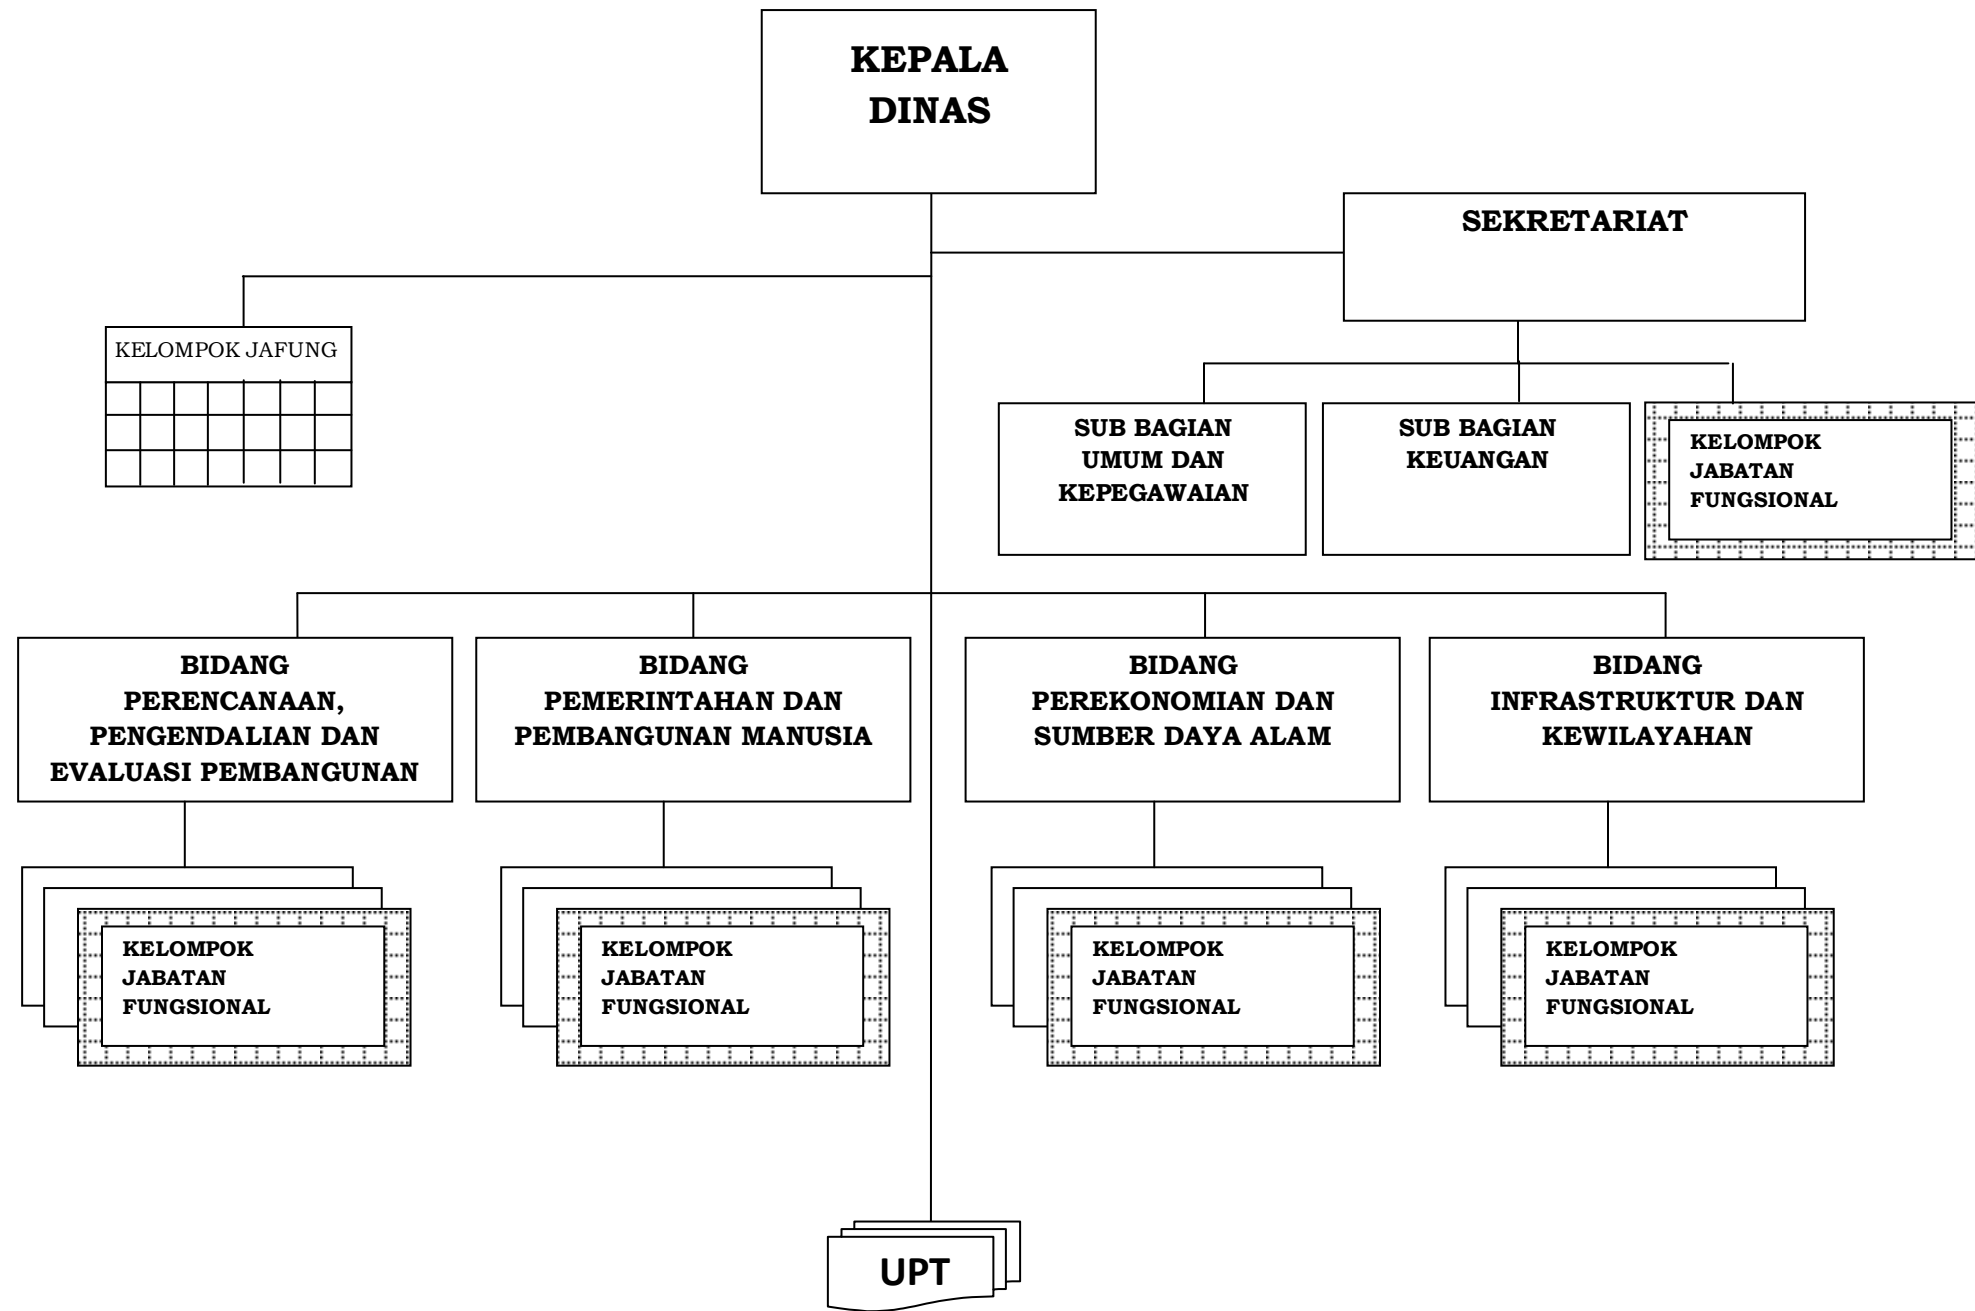 KEPALA
DINAS
SEKRETARIAT
KELOMPOK JAFUNG
SUB BAGIAN
UMUM DAN
KEPEGAWAIAN
SUB BAGIAN
KEUANGAN
KELOMPOK
JABATAN
FUNGSIONAL
BIDANG
PERENCANAAN,
PENGENDALIAN DAN
EVALUASI PEMBANGUNAN
BIDANG
PEMERINTAHAN DAN
PEMBANGUNAN MANUSIA
BIDANG
PEREKONOMIAN DAN
SUMBER DAYA ALAM
BIDANG
INFRASTRUKTUR DAN
KEWILAYAHAN
KELOMPOK
JABATAN
FUNGSIONAL
KELOMPOK
JABATAN
FUNGSIONAL
KELOMPOK
JABATAN
FUNGSIONAL
KELOMPOK
JABATAN
FUNGSIONAL
UPT